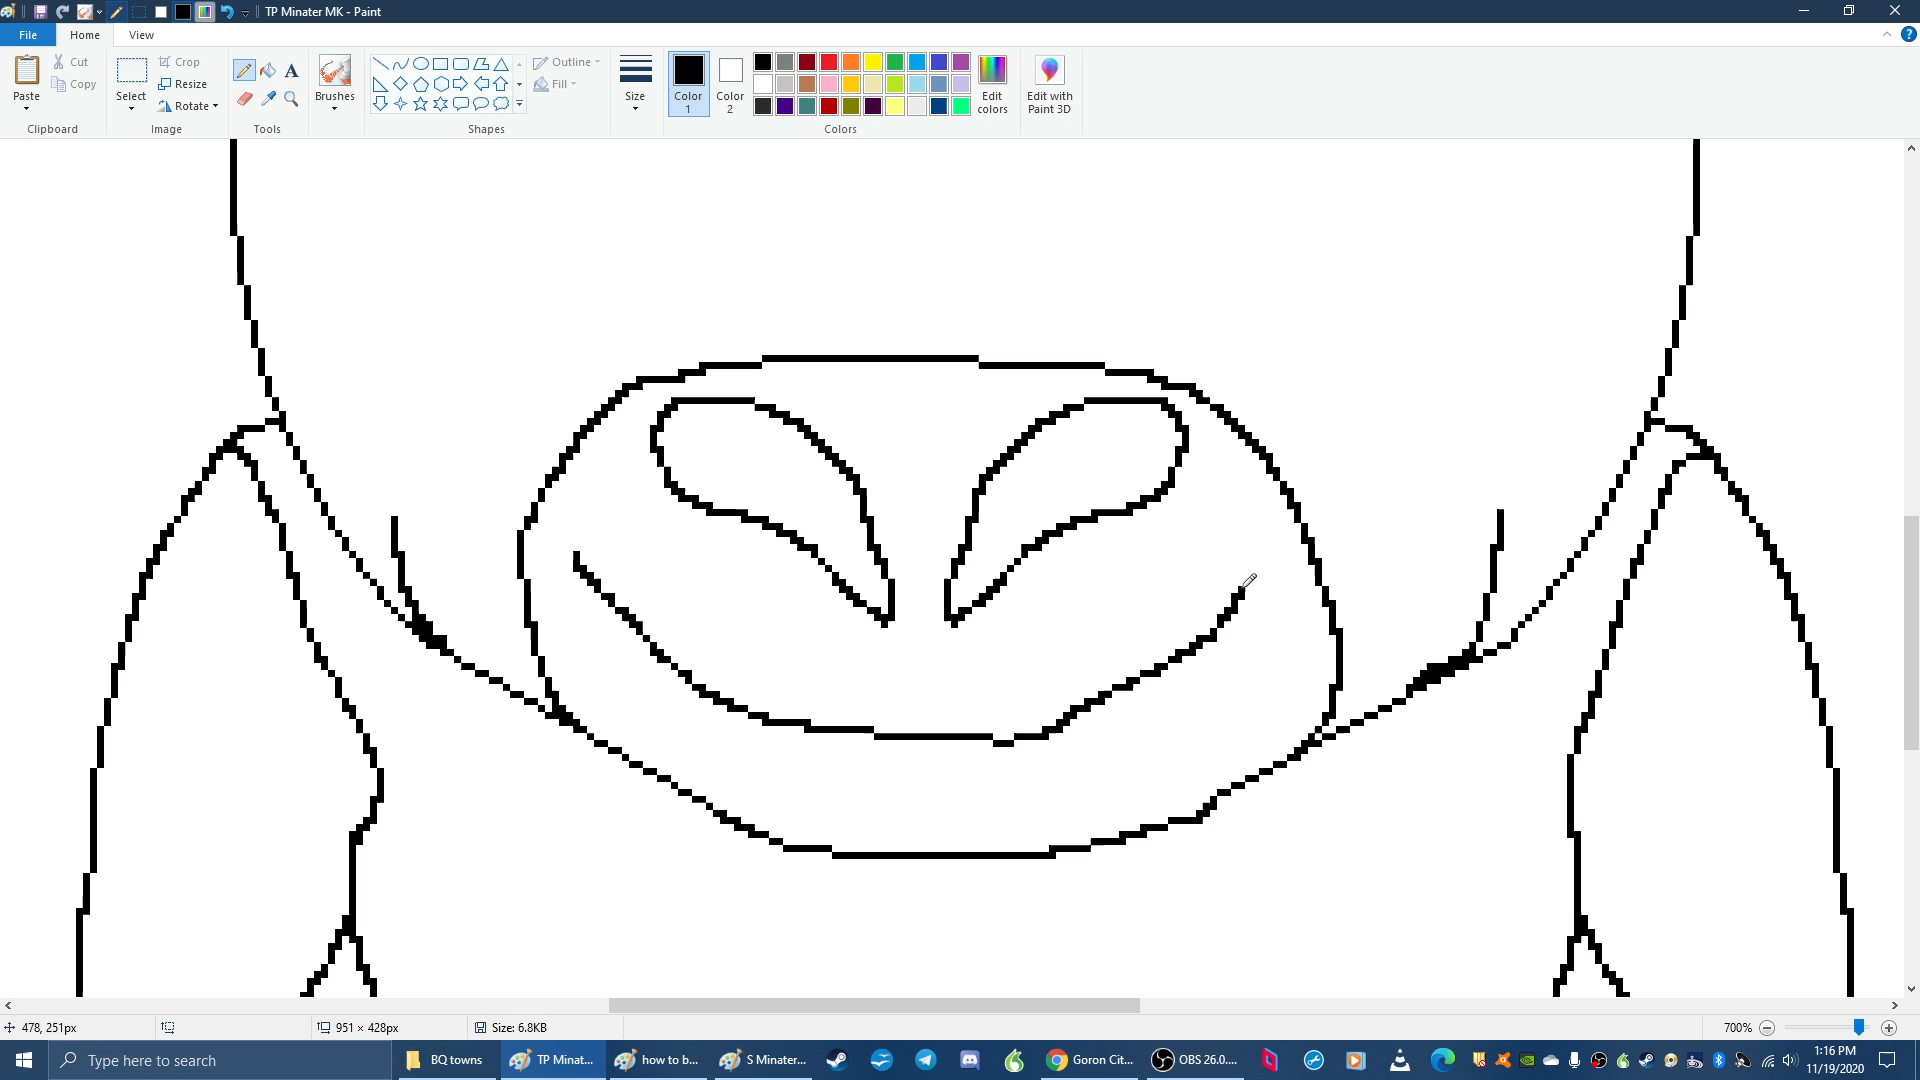 TP Minater MK - Paint
File Home View
Paste Cut Copy
Clipboard
Select Crop Resize Rotate
Image
Tools
Brushes
Shapes
Outline Fill
Size
Color 1
Color 2
Edit colors
Colors
Edit with Paint 3D
478, 251px
951 × 428px
Size: 6.8KB
700%
Type here to search
BQ towns
TP Minat...
how to b...
S Minater...
Goron Cit...
OBS 26.0....
1:16 PM
11/19/2020